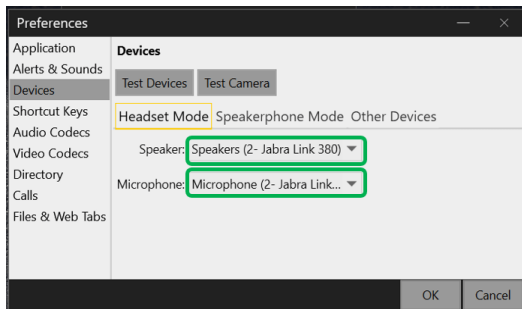 Preferences
Application
Alerts & Sounds
Devices
Shortcut Keys
Audio Codecs
Video Codecs
Directory
Calls
Files & Web Tabs
Devices
Test Devices Test Camera
Headset Mode Speakerphone Mode Other Devices
Speaker: Speakers (2- Jabra Link 380)
Microphone: Microphone (2- Jabra Link...
OK Cancel